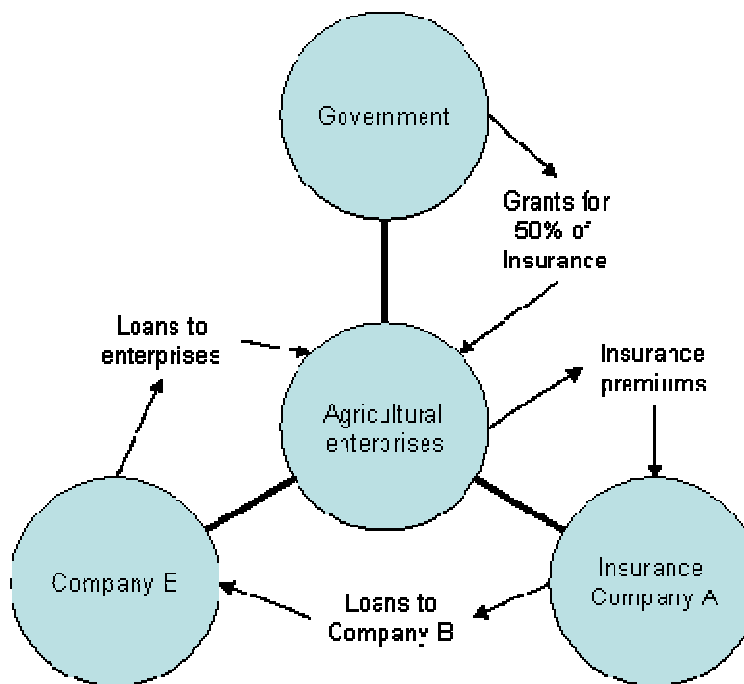 Government
Grants for
50% of
Insurance
Loans to
enterprises
Insurance
premiums
Agricultural
enterprises
Company E
Loans to
Company B
Insurance
Company A